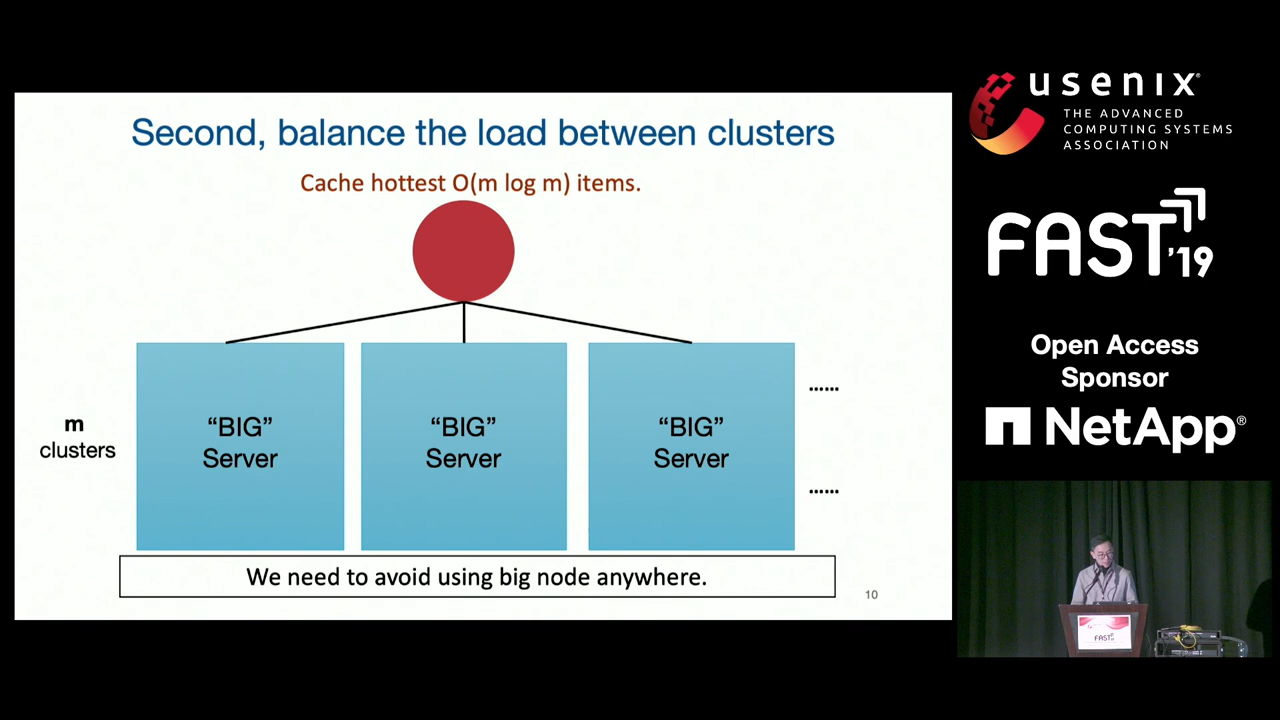 Second, balance the load between clusters
Cache hottest O(m log m) items.
m
clusters
“BIG”
Server
“BIG”
Server
“BIG”
Server
......
......
We need to avoid using big node anywhere.
10
usenix®
THE ADVANCED
COMPUTING SYSTEMS
ASSOCIATION
FAST '19
Open Access
Sponsor
NetApp®
FAST